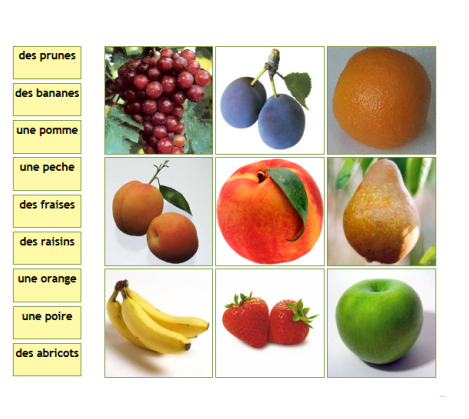 des prunes
des bananes
une pomme
une peche
des fraises
des raisins
une orange
une poire
des abricots